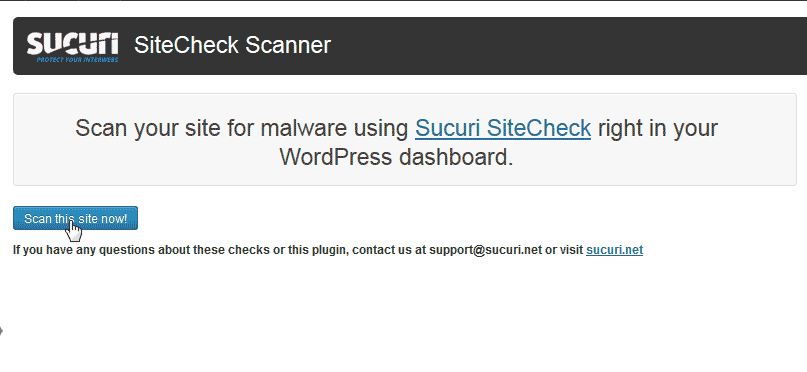 sucuri SiteCheck Scanner
PROTECT YOUR INTERWEBS
Scan your site for malware using Sucuri SiteCheck right in your
WordPress dashboard.
Scan this site now!
If you have any questions about these checks or this plugin, contact us at support@sucuri.net or visit sucuri.net